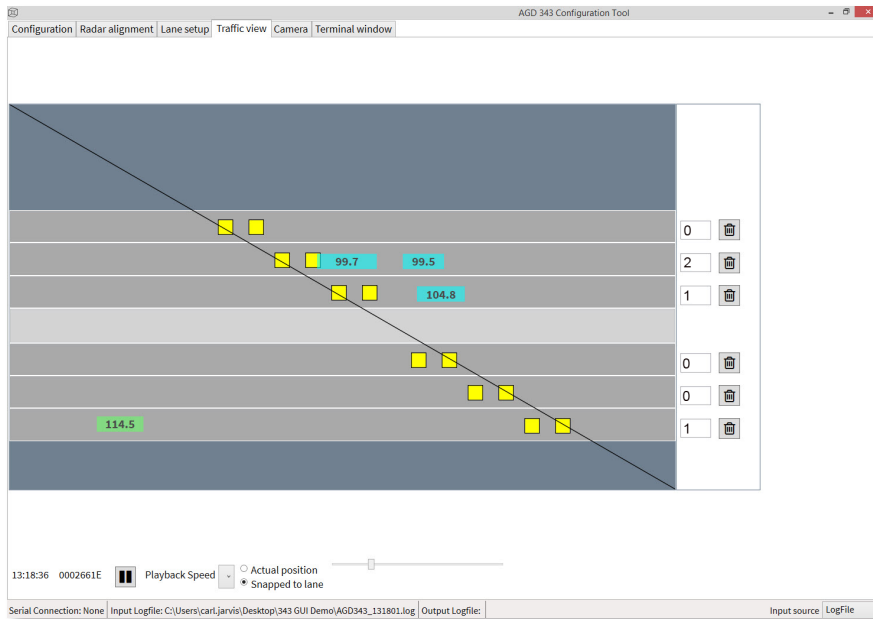 AGD 343 Configuration Tool
Configuration Radar alignment Lane setup Traffic view Camera Terminal window
0
99.7 99.5 2
104.8 1
0
0
114.5 1
13:18:36 0002661E Playback Speed
Actual position
Snapped to lane
Serial Connection: None Input Logfile: C:\Users\carl.jarvis\Desktop\343 GUI Demo\AGD343_131801.log Output Logfile: Input source LogFile